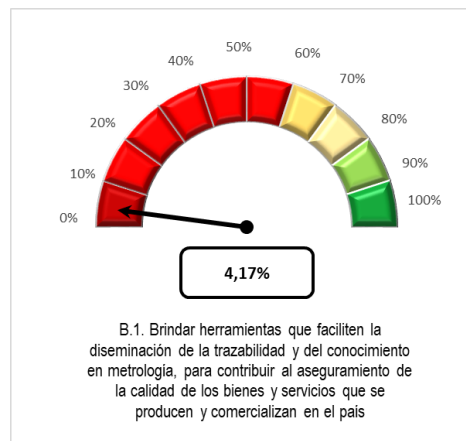 50%
60%
40%
70%
30%
80%
20%
90%
10%
100%
0%
4,17%
B.1. Brindar herramientas que faciliten la
diseminación de la trazabilidad y del conocimiento
en metrología, para contribuir al aseguramiento de
la calidad de los bienes y servicios que se
producen y comercializan en el país